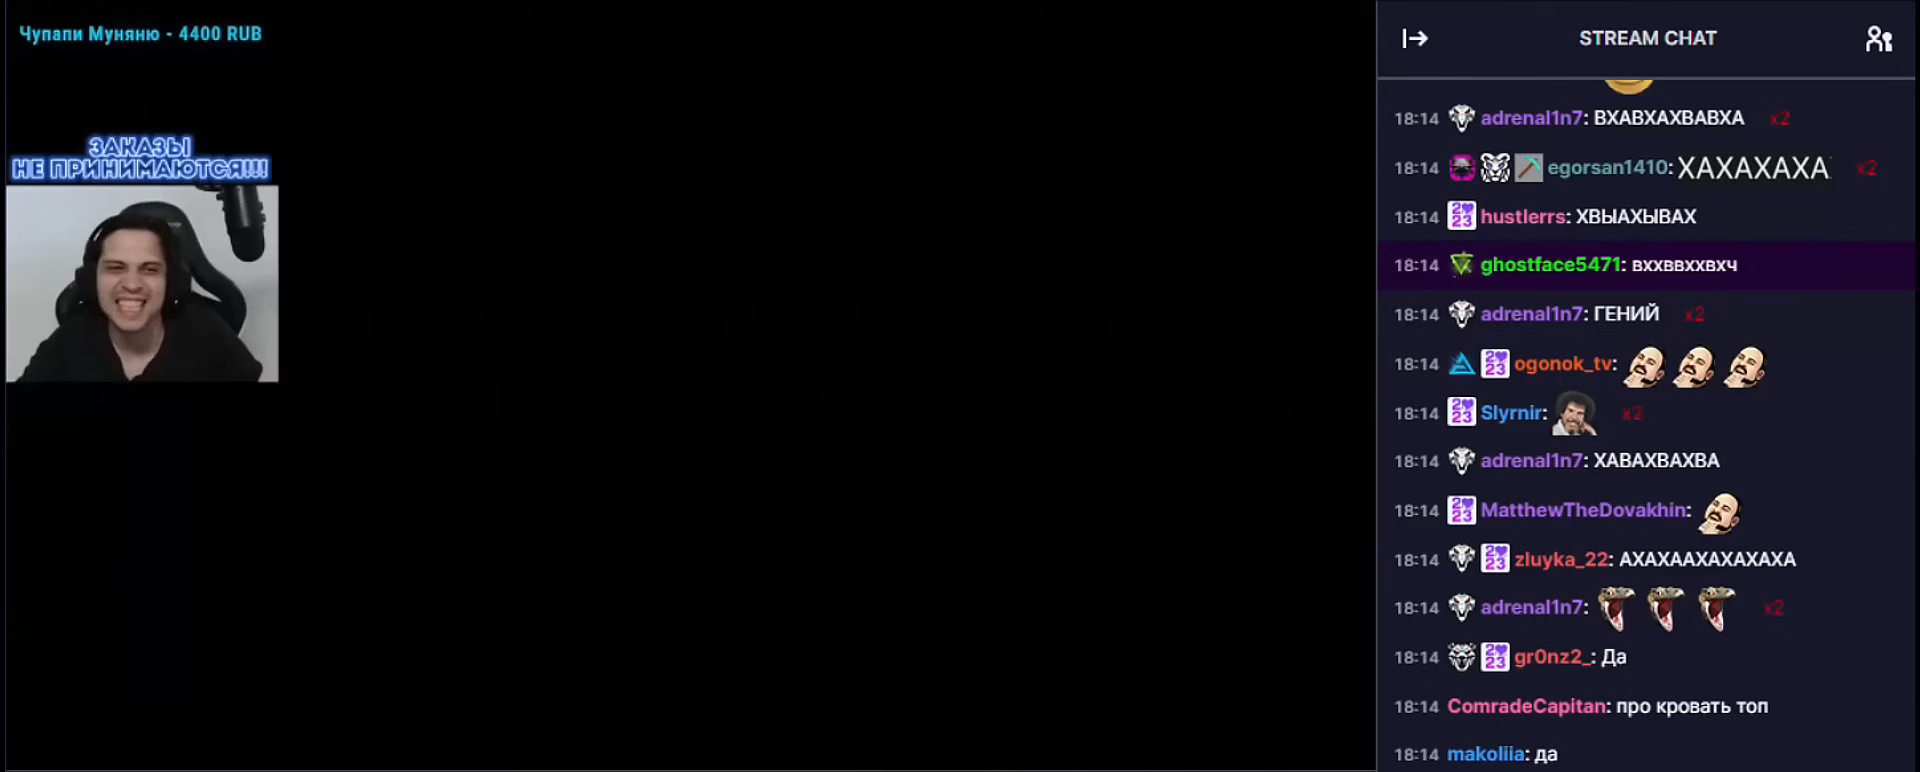 Чупапи Муняню - 4400 RUB
ЗАКАЗЫ
НЕ ПРИНИМАЮТСЯ!!!
STREAM CHAT
18:14 adrenal1n7: ВХАВХАХВАВХА x2
18:14 egorsan1410: ХАХАХАХА x2
18:14 hustlerrs: ХВЫАХЫВАХ
18:14 ghostface5471: вххввххвхч
18:14 adrenal1n7: ГЕНИЙ x2
18:14 ogonok_tv:
18:14 Slyrnir: x2
18:14 adrenal1n7: ХАВАХВАХВА
18:14 MatthewTheDovakhin:
18:14 zluyka_22: АХАХААХАХАХАХА
18:14 adrenal1n7: x2
18:14 gr0nz2_: Да
18:14 ComradeCapitan: про кровать топ
18:14 makoliia: да